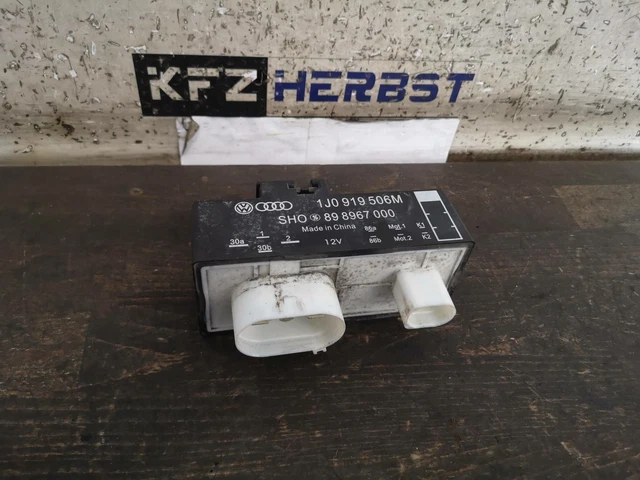 KFZ HERBST
1J0 919 506M
SHO 89 8967 000
Made in China
30a 1 2 30b 12V 86a 86b Mot.1 Mot.2 K1 K2